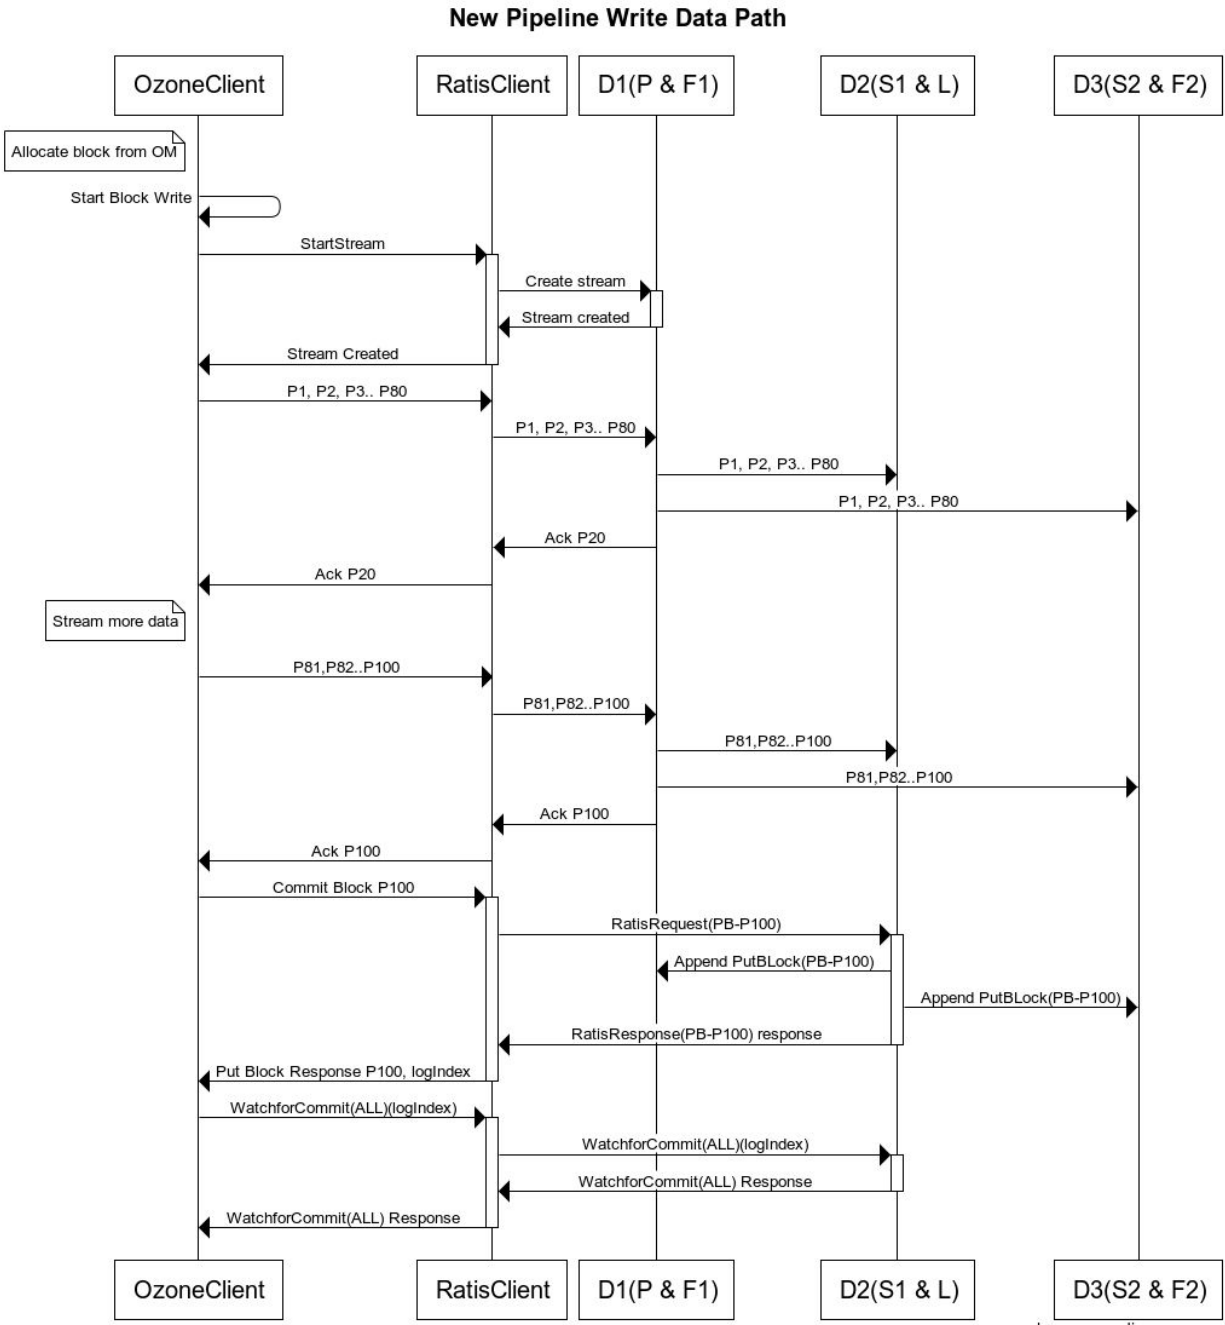 New Pipeline Write Data Path
OzoneClient
RatisClient
D1(P & F1)
D2(S1 & L)
D3(S2 & F2)
Allocate block from OM
Start Block Write
StartStream
Create stream
Stream created
Stream Created
P1, P2, P3.. P80
P1, P2, P3.. P80
P1, P2, P3.. P80
P1, P2, P3.. P80
Ack P20
Ack P20
Stream more data
P81,P82..P100
P81,P82..P100
P81,P82..P100
P81,P82..P100
Ack P100
Ack P100
Commit Block P100
RatisRequest(PB-P100)
Append PutBLock(PB-P100)
Append PutBLock(PB-P100)
RatisResponse(PB-P100) response
Put Block Response P100, logIndex
WatchforCommit(ALL)(logIndex)
WatchforCommit(ALL)(logIndex)
WatchforCommit(ALL) Response
WatchforCommit(ALL) Response
OzoneClient
RatisClient
D1(P & F1)
D2(S1 & L)
D3(S2 & F2)